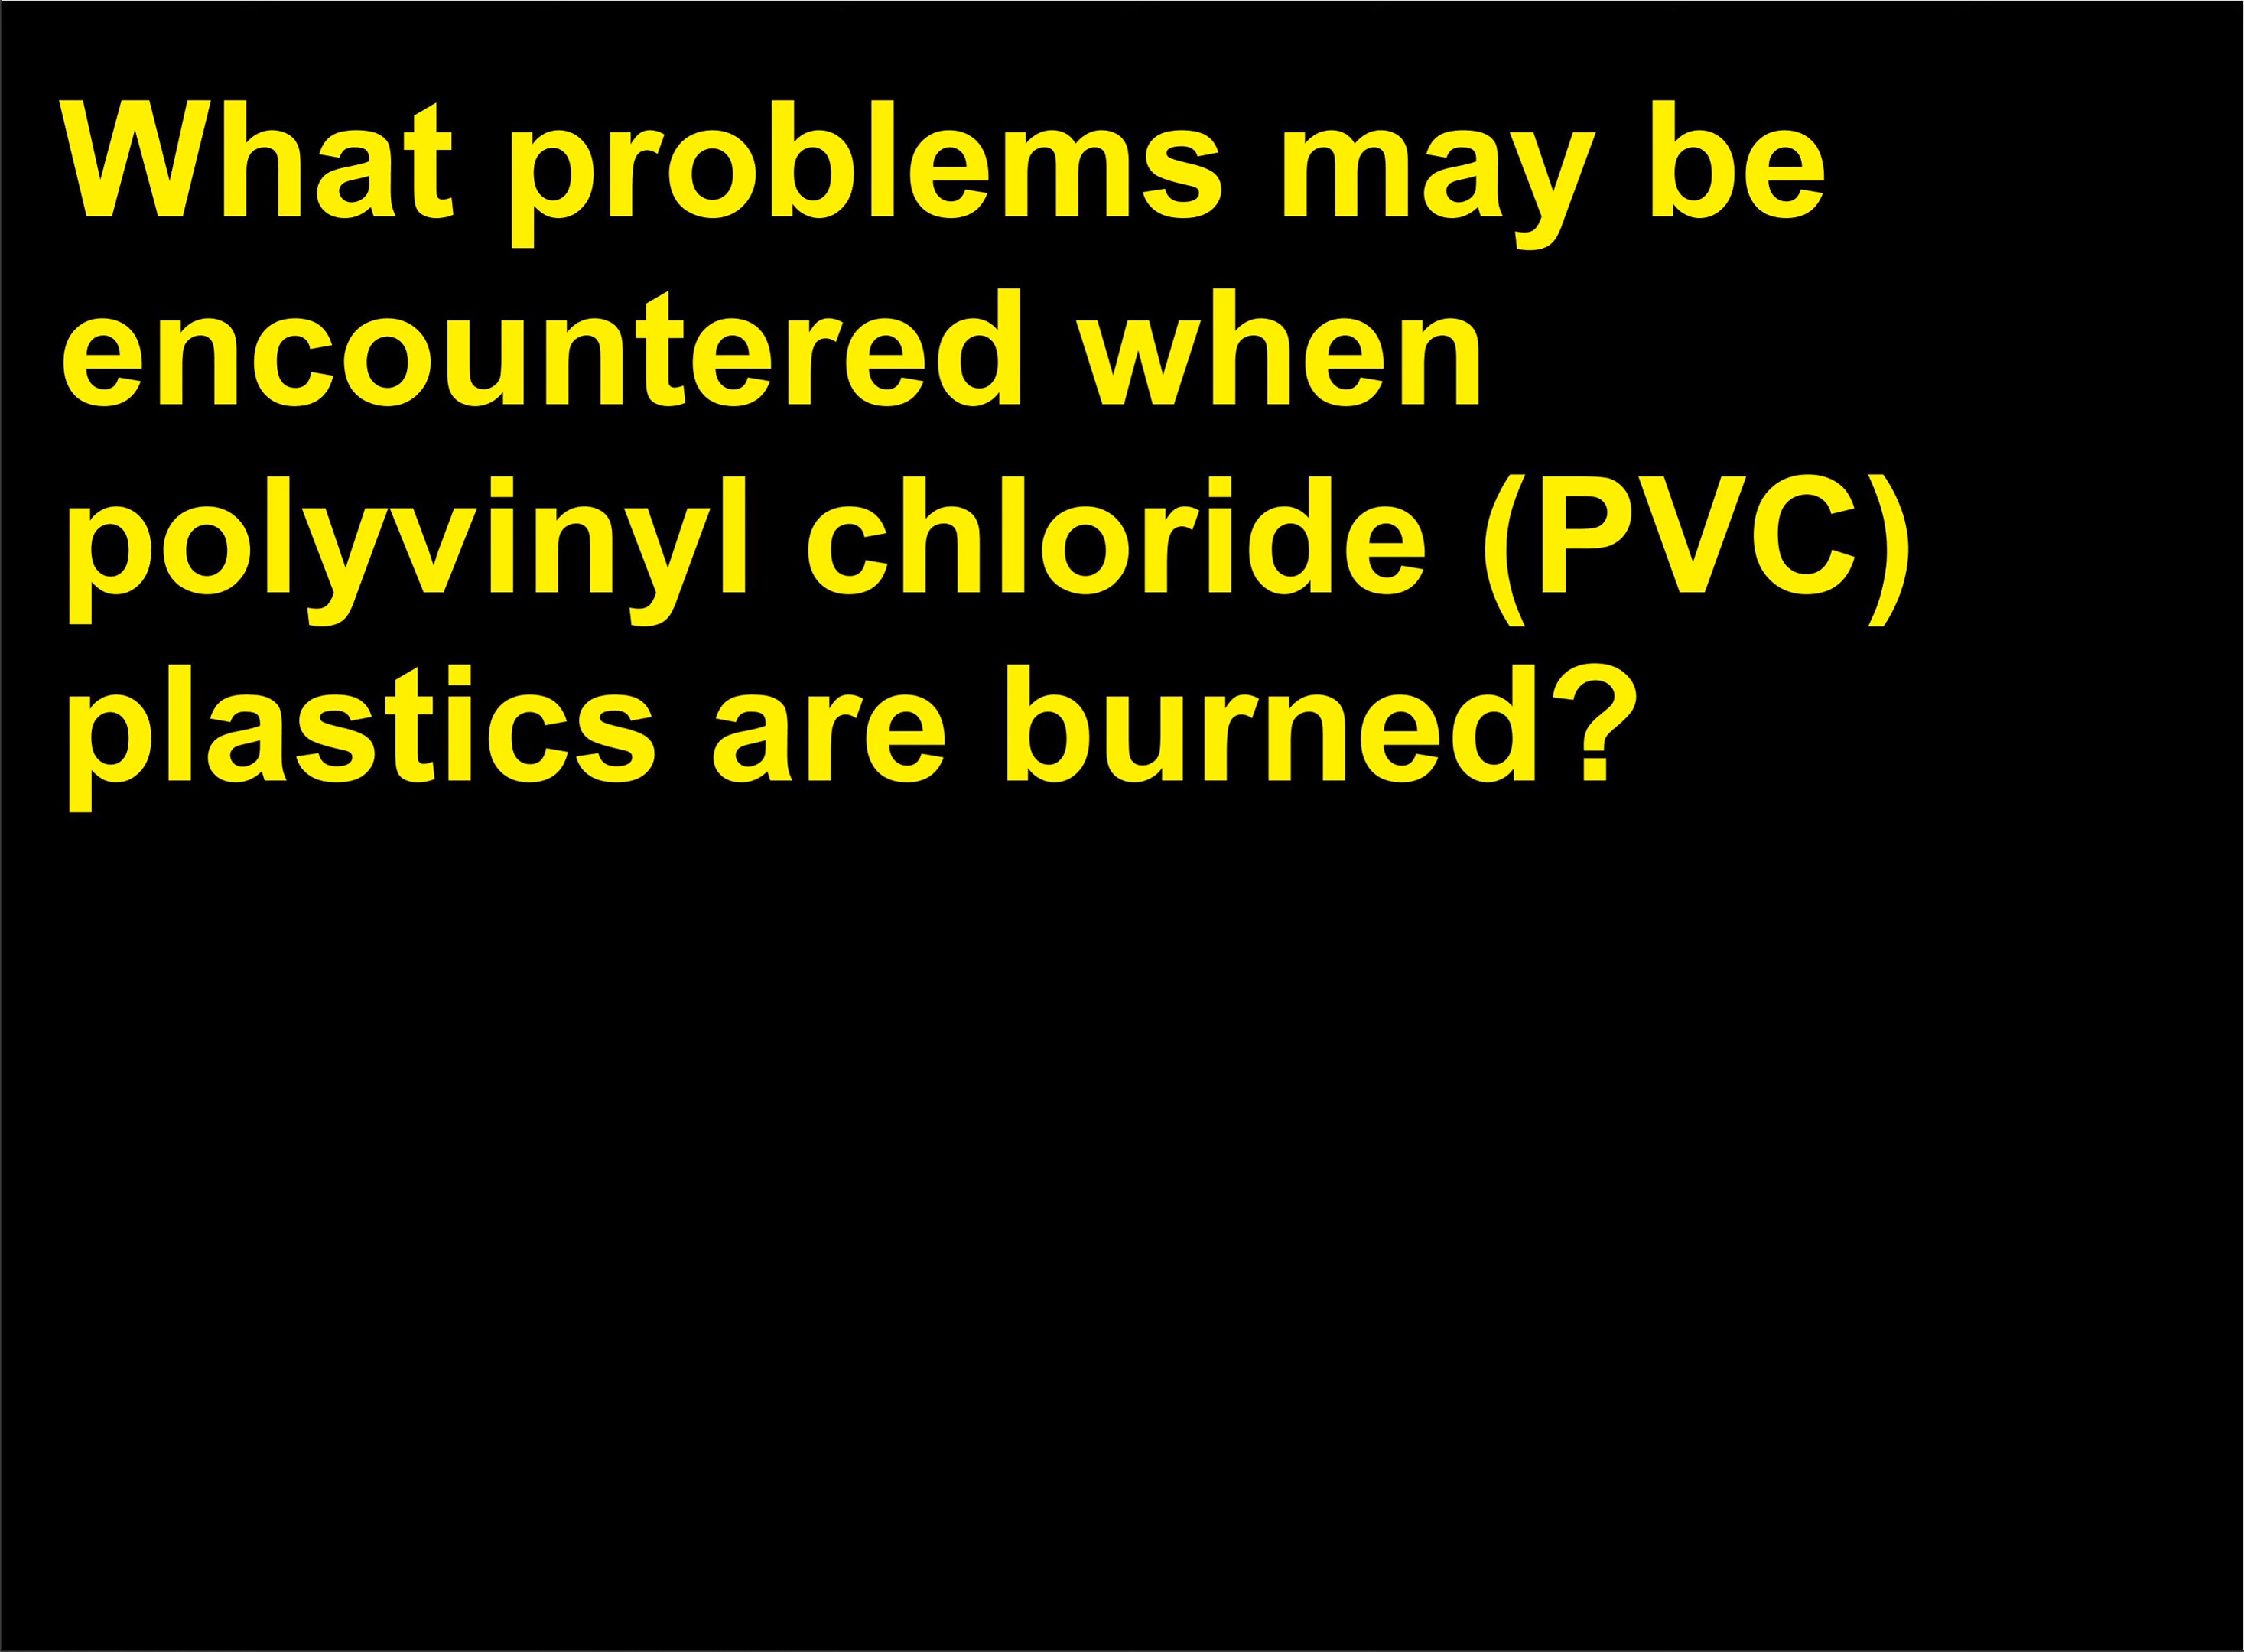 What problems may be
encountered when
polyvinyl chloride (PVC)
plastics are burned?